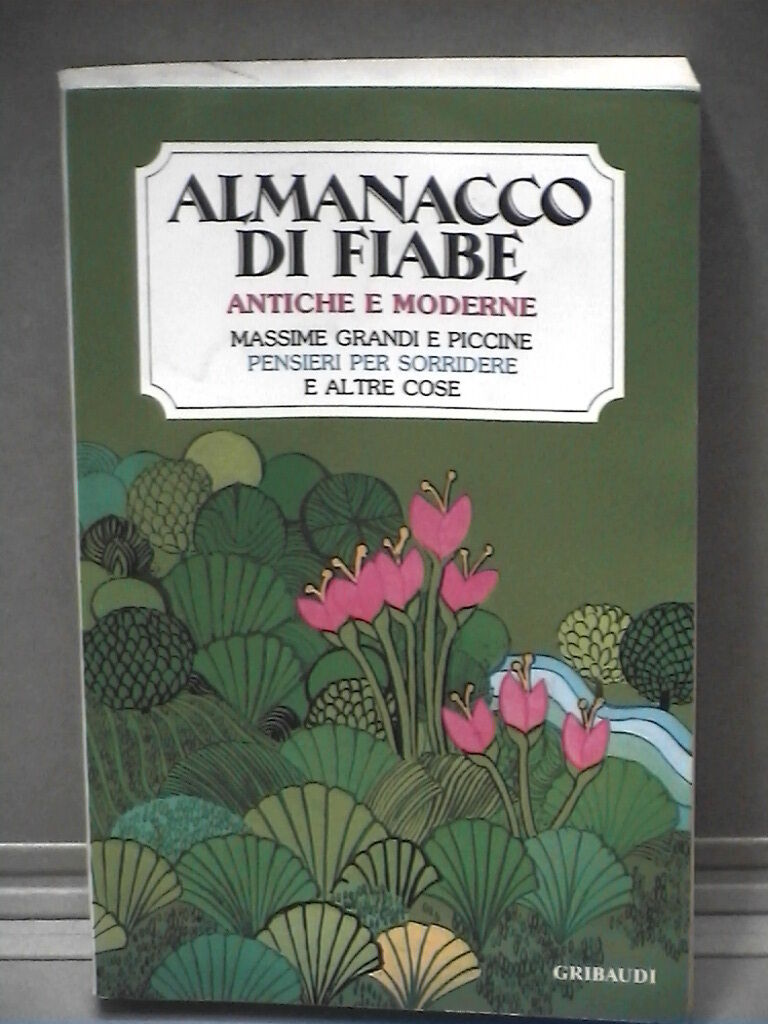 ALMANACCO
DI FIABE
ANTICHE E MODERNE
MASSIME GRANDI E PICCINE
PENSIERI PER SORRIDERE
E ALTRE COSE
GRIBAUDI